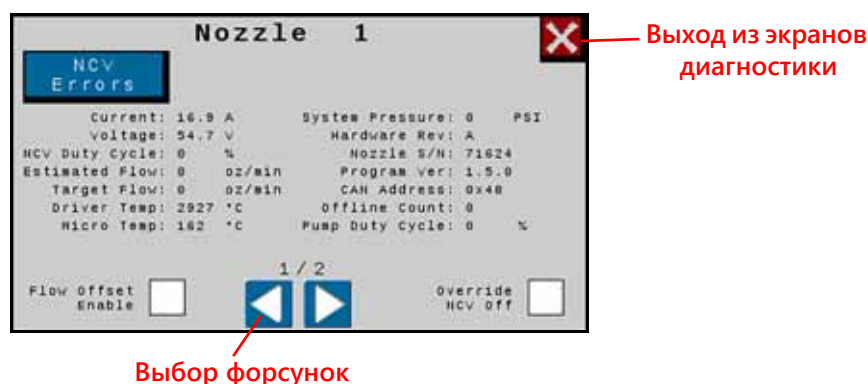 Nozzle 1
Выход из экранов
диагностики
NCV
Errors
Current: 16.9 A System Pressure: 0 PSI
Voltage: 54.7 V Hardware Rev: A
NCV Duty Cycle: 0 % Nozzle S/N: 71624
Estimated Flow: 0 oz/min Program Ver: 1.5.0
Target Flow: 0 oz/min CAN Address: 0x40
Driver Temp: 2927 °C Offline Count: 0
Micro Temp: 162 °C Pump Duty Cycle: 0 %
1/2
Flow Offset
Enable
Override
NCV Off
Выбор форсунок